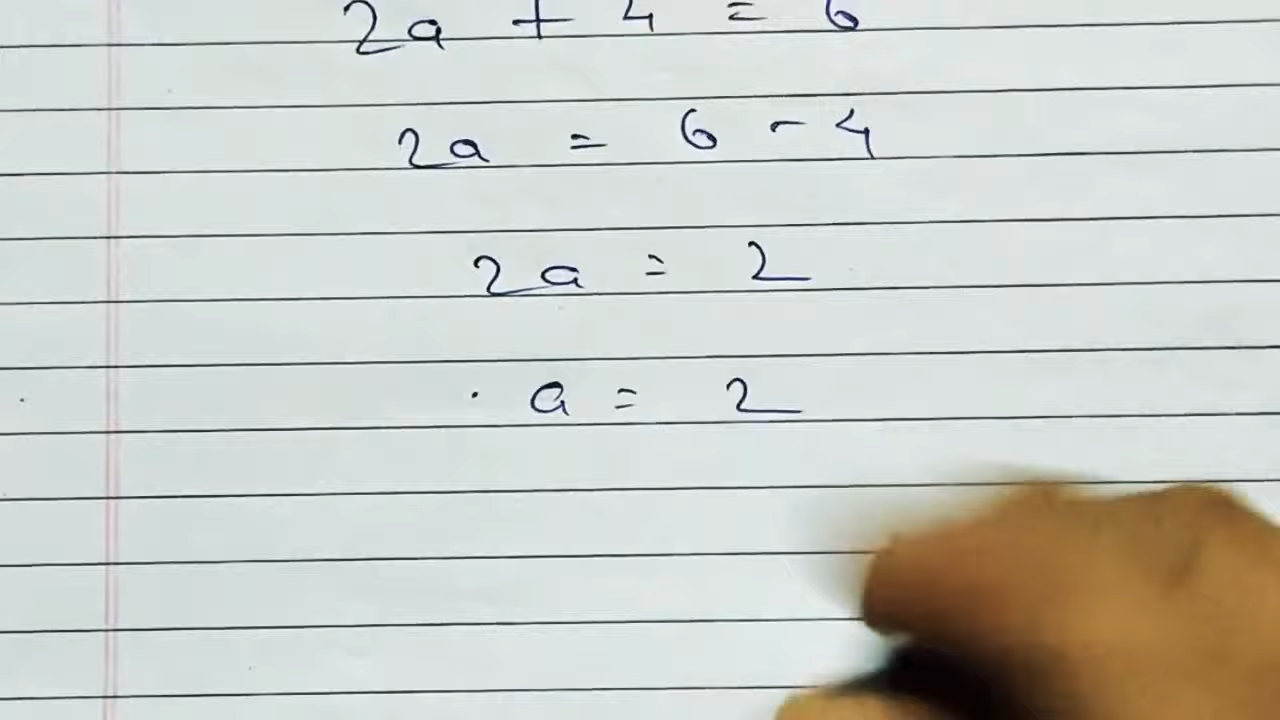 2a + 4 = 6
2a = 6 - 4
2a = 2
a = 2